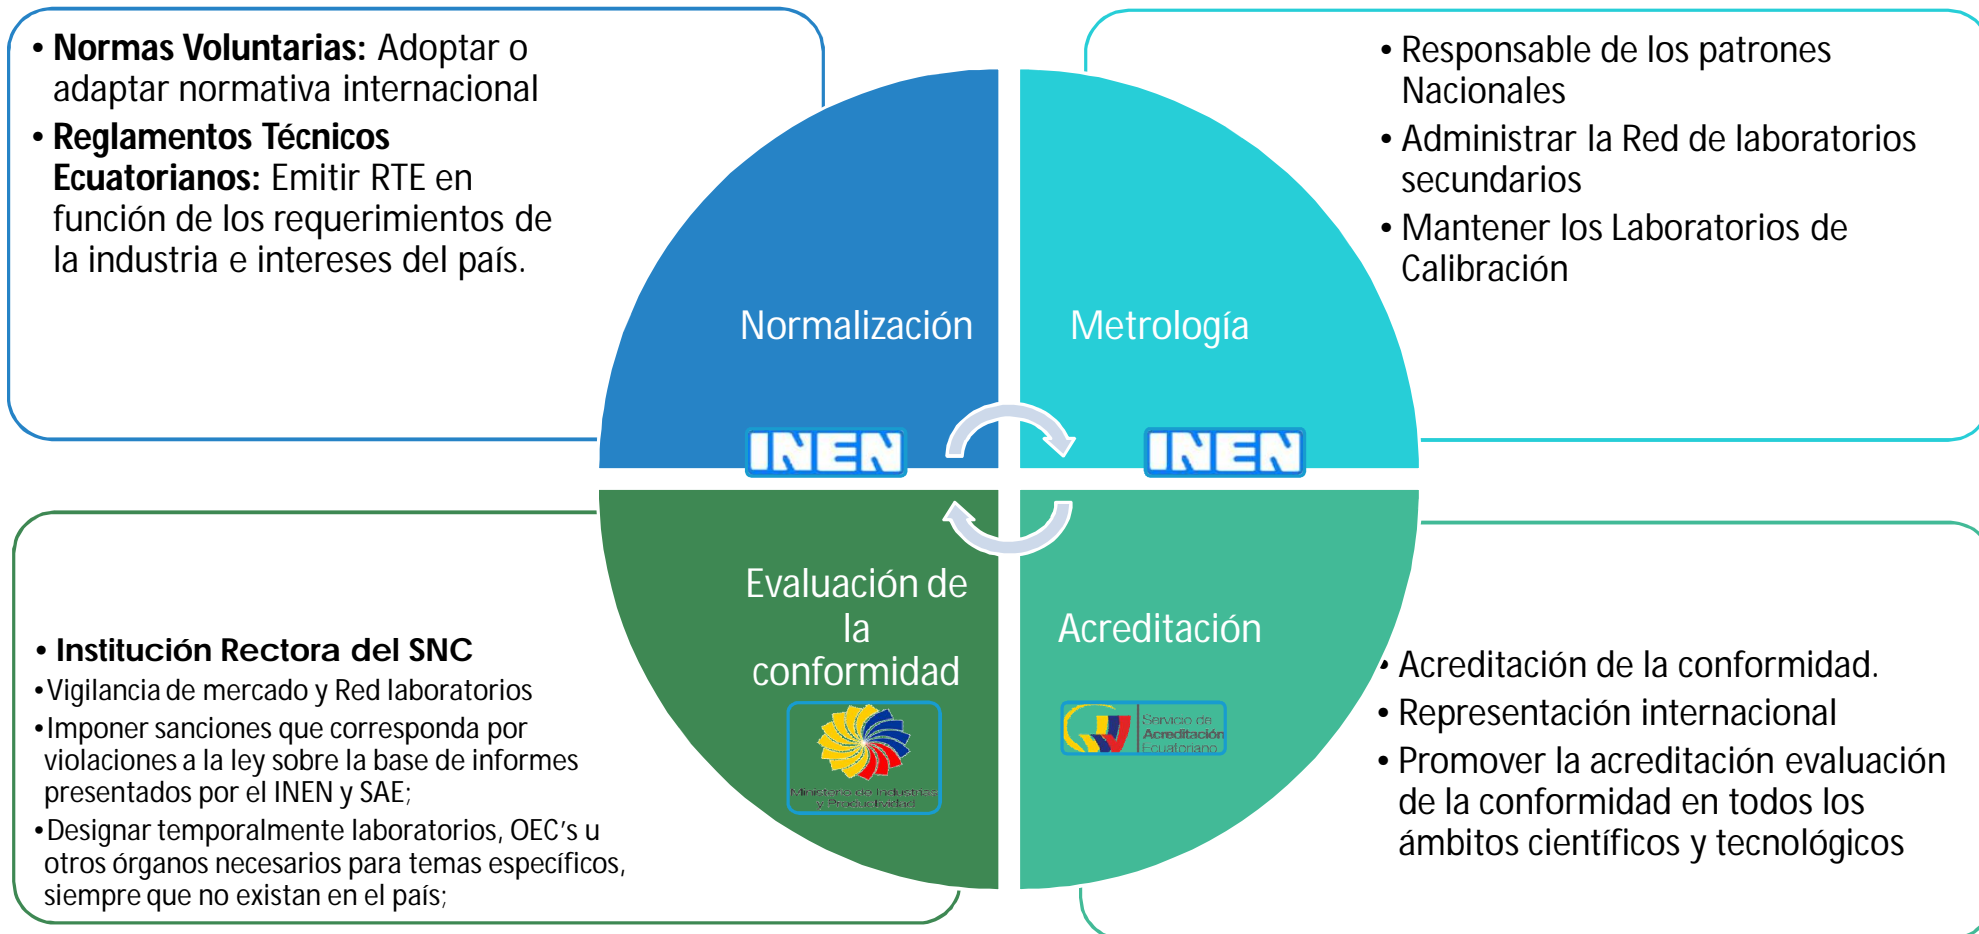 • Normas Voluntarias: Adoptar o
adaptar normativa internacional
• Reglamentos Técnicos
Ecuatorianos: Emitir RTE en
función de los requerimientos de
la industria e intereses del país.
• Responsable de los patrones
Nacionales
• Administrar la Red de laboratorios
secundarios
• Mantener los Laboratorios de
Calibración
Normalización
INEN
Metrología
INEN
Evaluación de
la
conformidad
Ministerio de Industrias
y Productividad
Acreditación
Servicio de
Acreditación
Ecuatoriano
• Institución Rectora del SNC
•Vigilancia de mercado y Red laboratorios
•Imponer sanciones que corresponda por
violaciones a la ley sobre la base de informes
presentados por el INEN y SAE;
•Designar temporalmente laboratorios, OEC's u
otros órganos necesarios para temas específicos,
siempre que no existan en el país;
• Acreditación de la conformidad.
• Representación internacional
• Promover la acreditación evaluación
de la conformidad en todos los
ámbitos científicos y tecnológicos